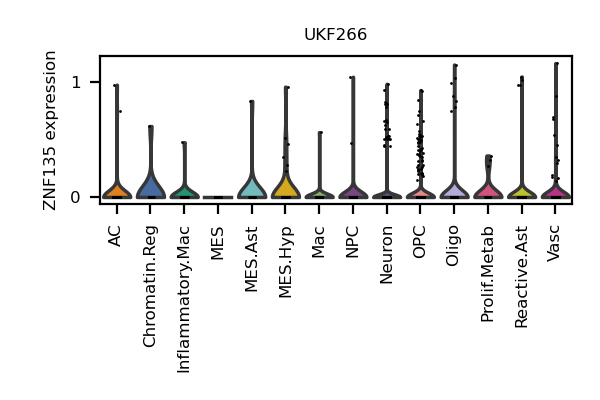 UKF266
ZNF135 expression
1
0
AC
Chromatin.Reg
Inflammatory.Mac
MES
MES.Ast
MES.Hyp
Mac
NPC
Neuron
OPC
Oligo
Prolif.Metab
Reactive.Ast
Vasc